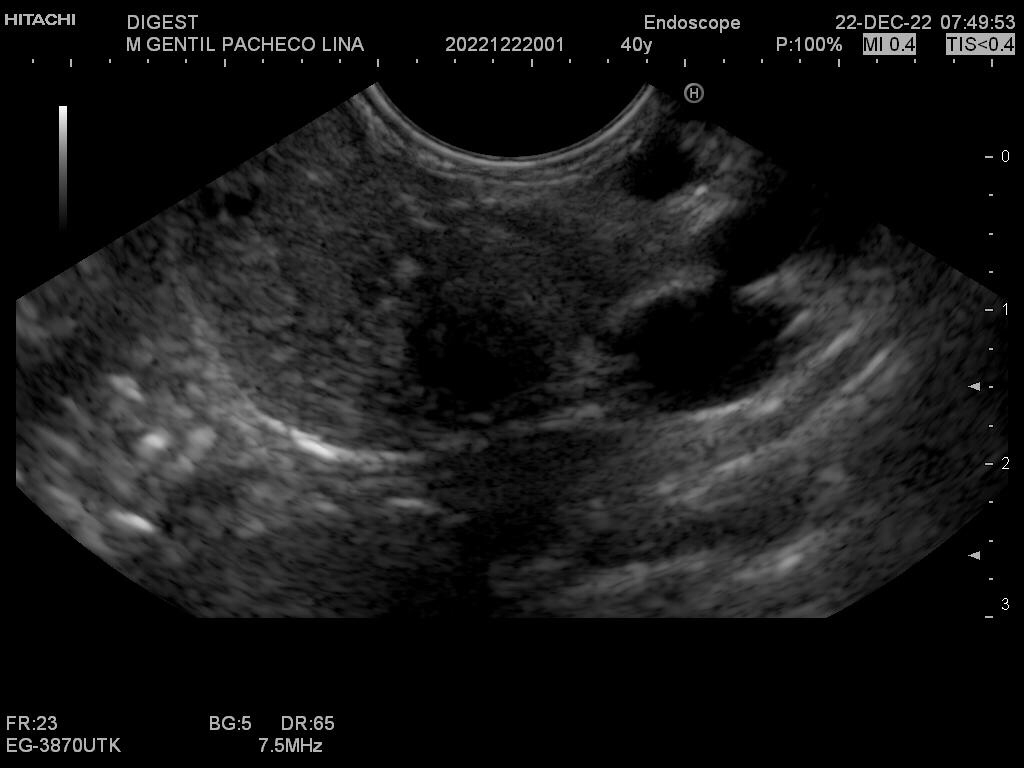 HITACHI DIGEST Endoscope 22-DEC-22 07:49:53
M GENTIL PACHECO LINA 20221222001 40y P:100% MI 0.4 TIS<0.4
H
0
1
2
3
FR:23 BG:5 DR:65
EG-3870UTK 7.5MHz